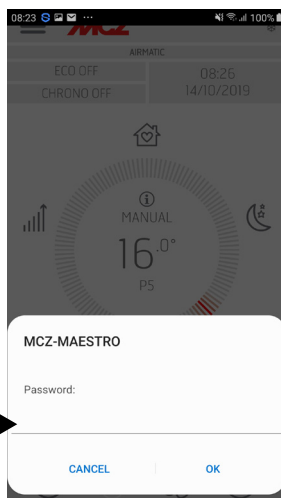 08:23 100%
MCZ
AIRMATIC
ECO OFF 08:26
CHRONO OFF 14/10/2019
MANUAL
16.0°
P5
MCZ-MAESTRO
Password:
CANCEL OK